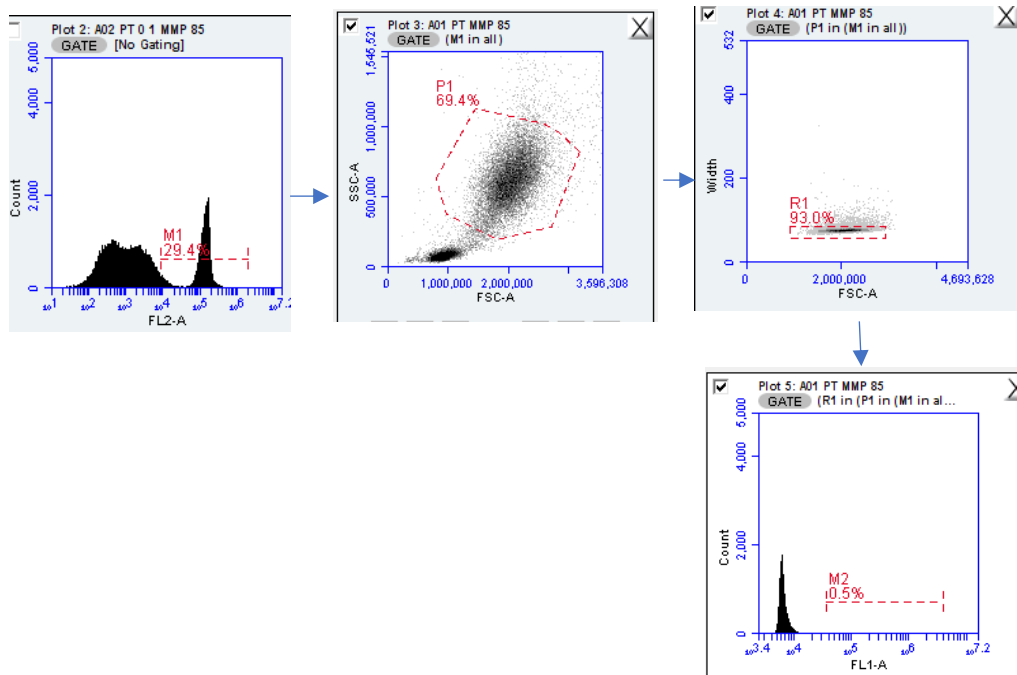 Plot 2: A02 PT 0 1 MMP 85
GATE [No Gating]
5,000
4,000
2,000
0
Count
M1
29.4%
10^1 10^2 10^3 10^4 10^5 10^6 10^7.2
FL2-A
Plot 3: A01 PT MMP 85
GATE (M1 in all)
1,546,521
1,000,000
500,000
0
SSC-A
P1
69.4%
0 1,000,000 2,000,000 3,596,308
FSC-A
Plot 4: A01 PT MMP 85
GATE (P1 in (M1 in all))
532
400
200
0
Width
R1
93.0%
2,000,000 4,693,628
FSC-A
Plot 5: A01 PT MMP 85
GATE (R1 in (P1 in (M1 in al...
5,000
4,000
2,000
0
Count
M2
0.5%
10^3.4 10^4 10^5 10^6 10^7.2
FL1-A